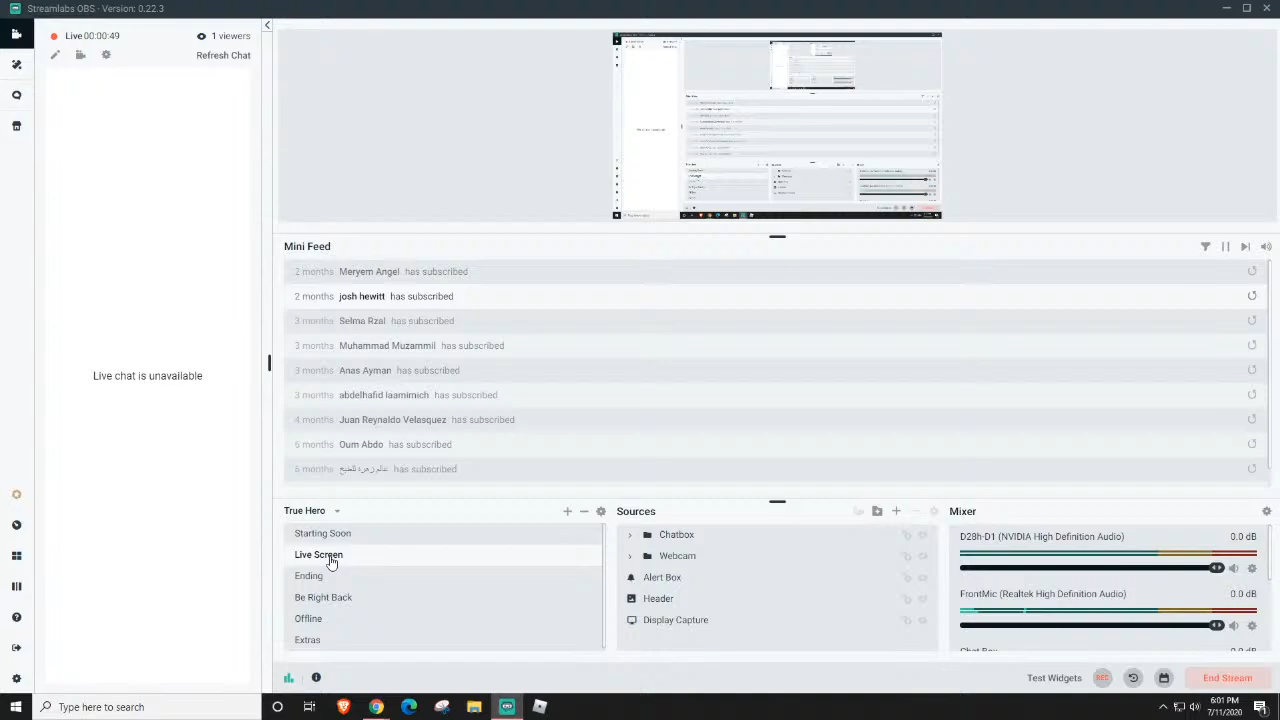 Streamlabs OBS - Version: 0.22.3
Live 00:00:49
1 viewers
Refresh Chat
Live chat is unavailable
Mini Feed
2 months Meryem Angel has subscribed
2 months josh hewitt has subscribed
3 months Selma Rzal has subscribed
3 months Muhammad Muzammil has subscribed
3 months Anas Ayman has subscribed
3 months abdelhafid laamimich has subscribed
4 months Juan Reynaldo Velasquez has subscribed
5 months Oum Abdo has subscribed
6 months عالم زهرة للطبخ has subscribed
True Hero
Starting Soon
Live Screen
Ending
Be Right Back
Offline
Extras
Sources
Chatbox
Webcam
Alert Box
Header
Display Capture
Mixer
D28h-D1 (NVIDIA High Definition Audio) 0.0 dB
FrontMic (Realtek High Definition Audio) 0.0 dB
Test Widgets
REC
End Stream
Type here to search
6:01 PM
7/11/2020